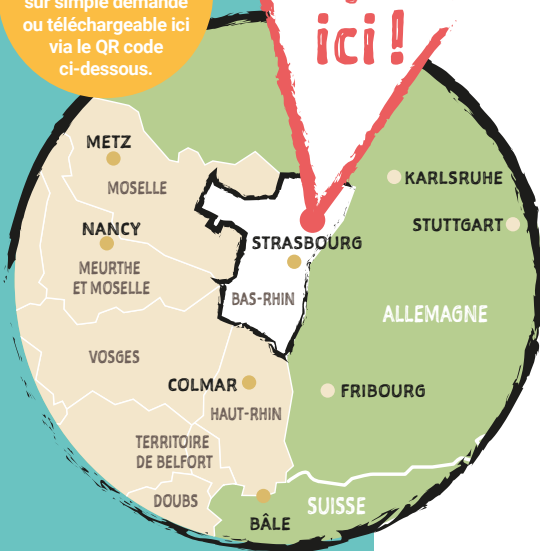 sur simple demande
ou téléchargeable ici
via le QR code
ci-dessous.
ici !
METZ
MOSELLE
KARLSRUHE
NANCY
STUTTGART
STRASBOURG
MEURTHE
ET MOSELLE
BAS-RHIN
ALLEMAGNE
VOSGES
COLMAR
FRIBOURG
HAUT-RHIN
TERRITOIRE
DE BELFORT
DOUBS
SUISSE
BÂLE